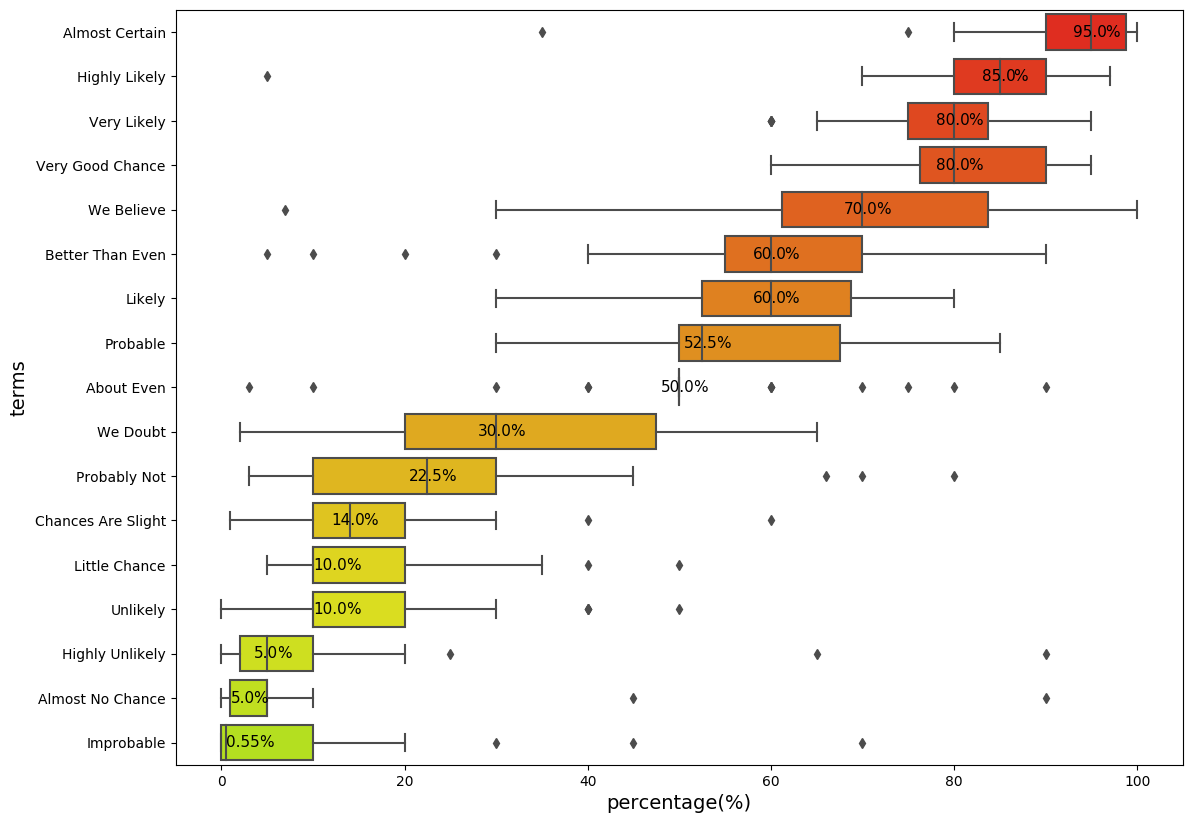 Almost Certain 95.0%
Highly Likely 85.0%
Very Likely 80.0%
Very Good Chance 80.0%
We Believe 70.0%
Better Than Even 60.0%
Likely 60.0%
Probable 52.5%
About Even 50.0%
We Doubt 30.0%
Probably Not 22.5%
Chances Are Slight 14.0%
Little Chance 10.0%
Unlikely 10.0%
Highly Unlikely 5.0%
Almost No Chance 5.0%
Improbable 0.55%
terms
0 20 40 60 80 100
percentage(%)